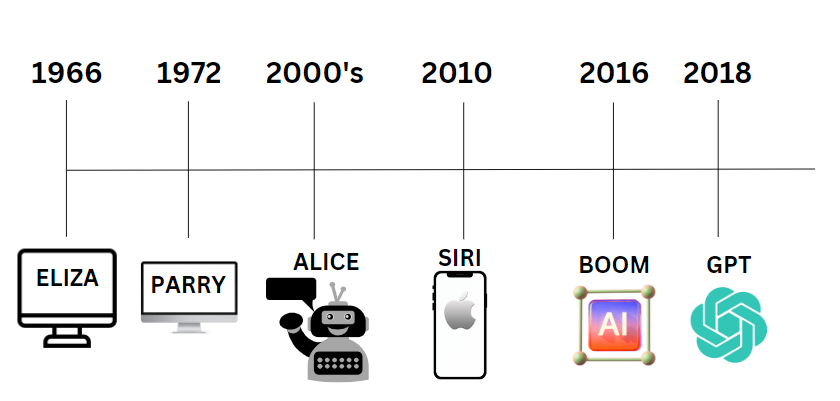 1966
1972
2000's
2010
2016
2018
ELIZA
PARRY
ALICE
SIRI
BOOM
GPT
AI